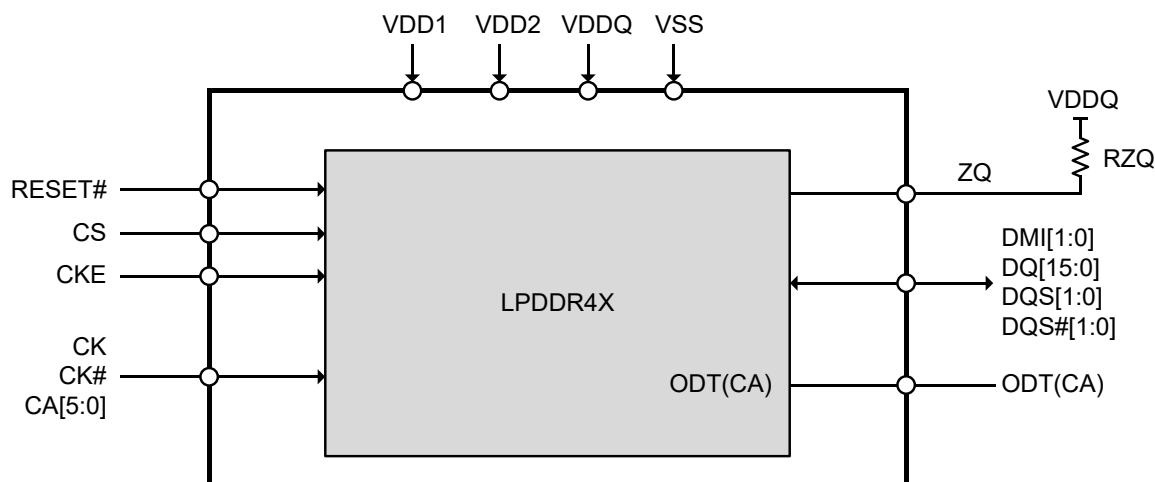 VDD1 VDD2 VDDQ VSS
VDDQ
RZQ
ZQ
RESET#
CS
CKE
CK
CK#
CA[5:0]
LPDDR4X
ODT(CA)
DMI[1:0]
DQ[15:0]
DQS[1:0]
DQS#[1:0]
ODT(CA)